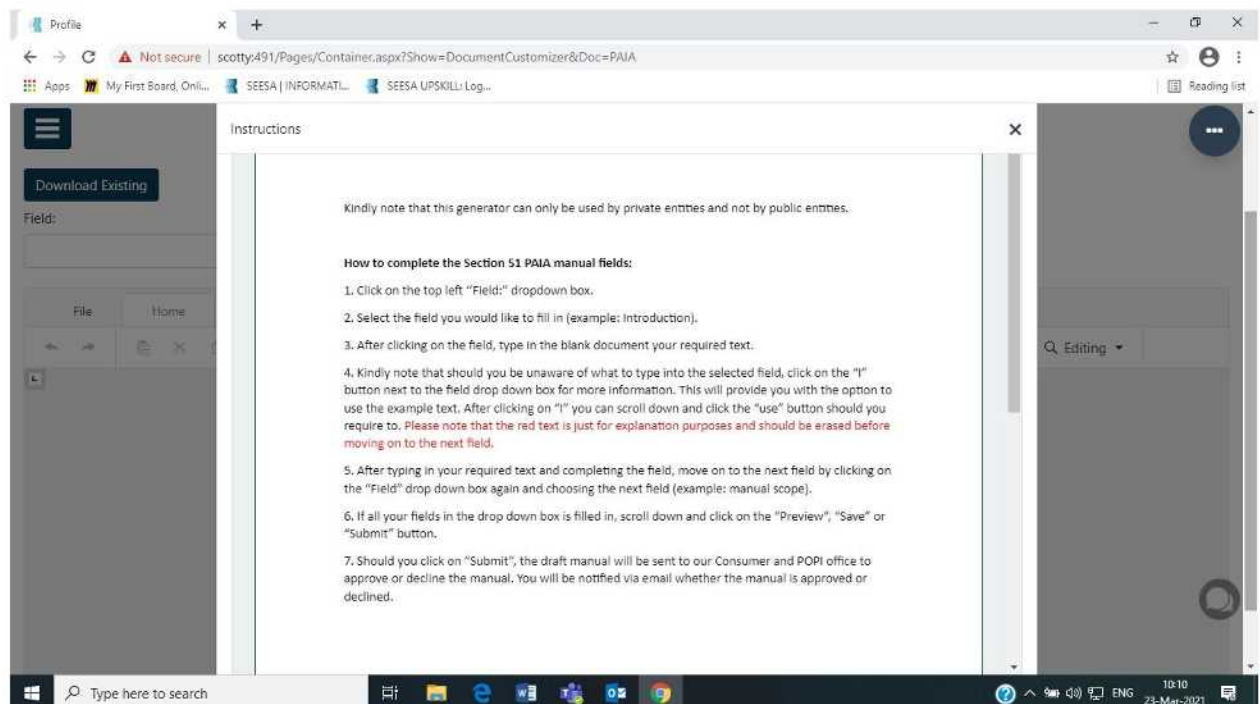 Profile
Not secure | scotty:491/Pages/Container.aspx?Show=DocumentCustomizer&Doc=PAIA
Apps My First Board, Onli... SEESA | INFORMATI... SEESA UPSKILL: Log... Reading list
Instructions
Download Existing
Field:
Kindly note that this generator can only be used by private entities and not by public entities.
How to complete the Section 51 PAIA manual fields:
1. Click on the top left "Field:" dropdown box.
2. Select the field you would like to fill in (example: Introduction).
File Home
3. After clicking on the field, type in the blank document your required text.
Editing
4. Kindly note that should you be unaware of what to type into the selected field, click on the "I"
button next to the field drop down box for more information. This will provide you with the option to
use the example text. After clicking on "I" you can scroll down and click the "use" button should you
require to. Please note that the red text is just for explanation purposes and should be erased before
moving on to the next field.
5. After typing in your required text and completing the field, move on to the next field by clicking on
the "Field" drop down box again and choosing the next field (example: manual scope).
6. If all your fields in the drop down box is filled in, scroll down and click on the "Preview", "Save" or
"Submit" button.
7. Should you click on "Submit", the draft manual will be sent to our Consumer and POPI office to
approve or decline the manual. You will be notified via email whether the manual is approved or
declined.
Type here to search
ENG
10:10
23-Mar-2021